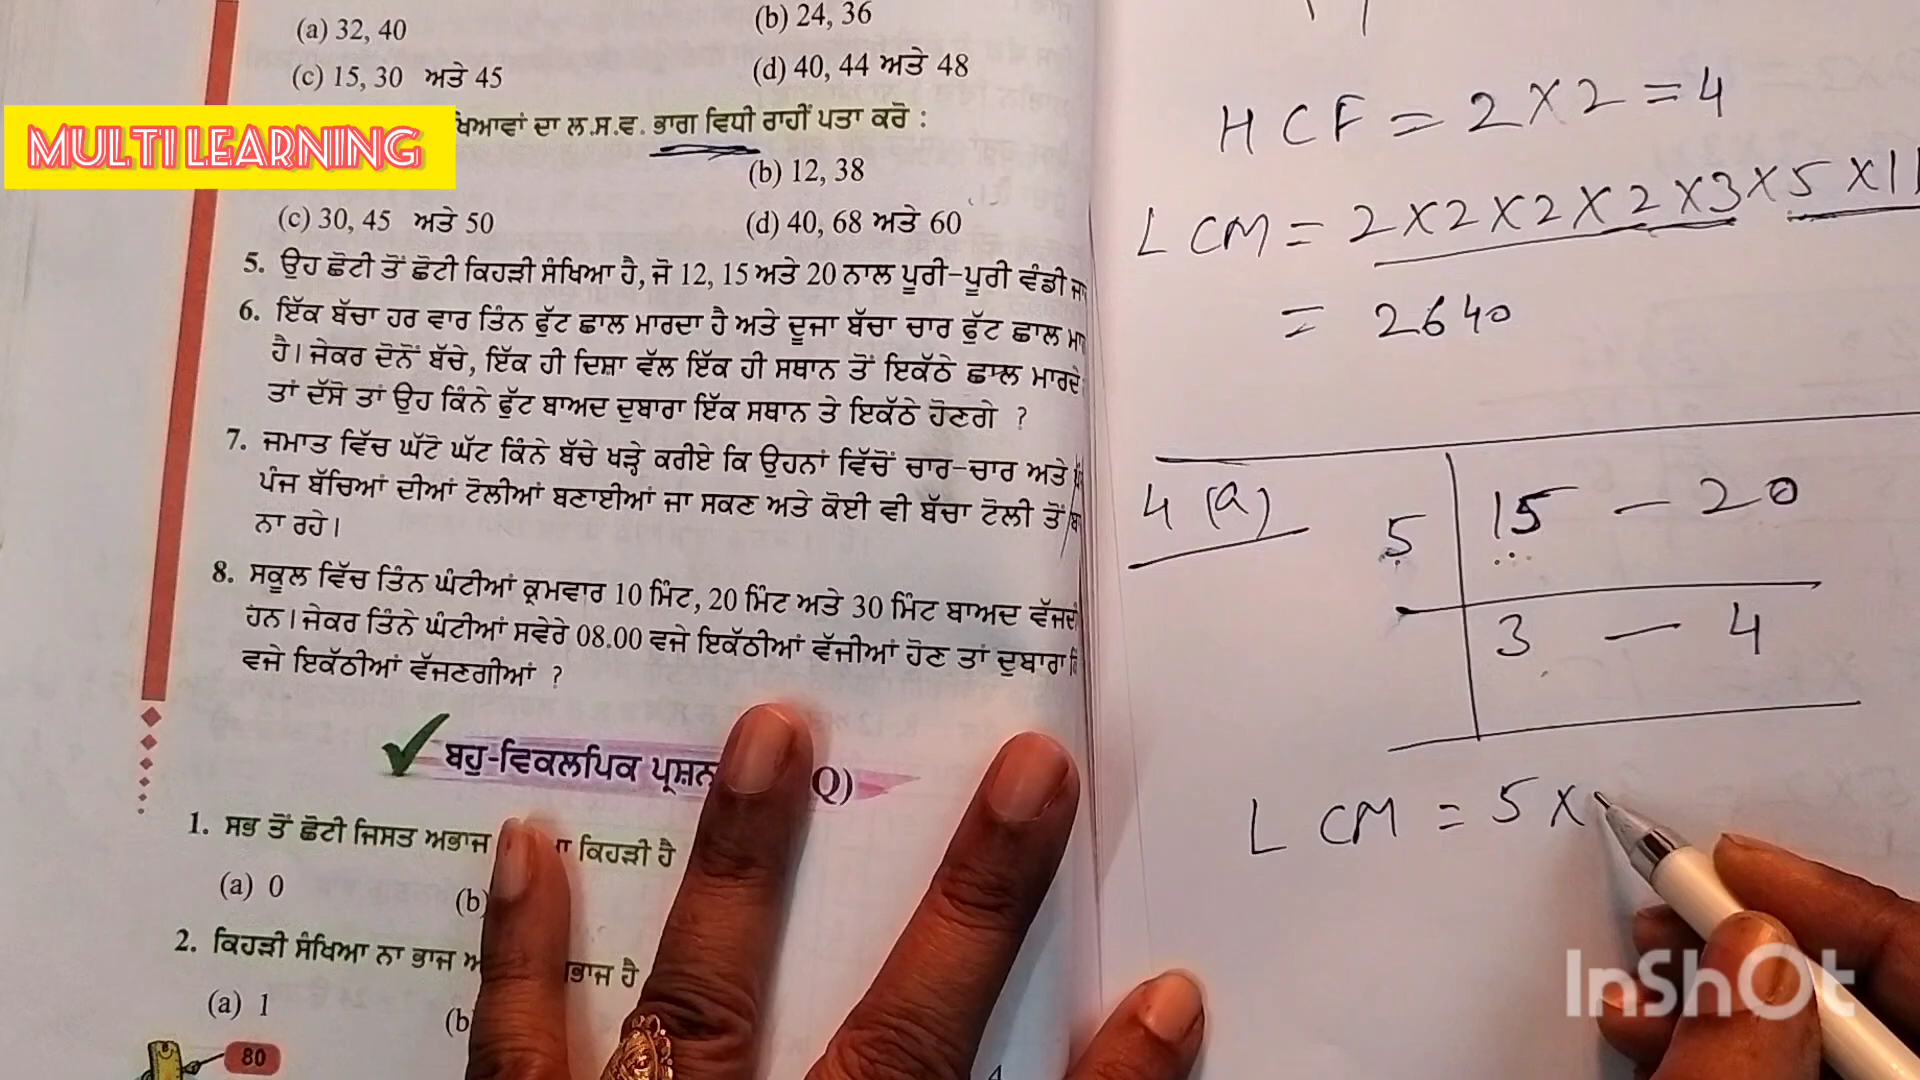 (a) 32, 40
(b) 24, 36
(c) 15, 30 ਅਤੇ 45
(d) 40, 44 ਅਤੇ 48
MULTI LEARNING
ਦਾ ਲ.ਸ.ਵ. ਭਾਗ ਵਿਧੀ ਰਾਹੀਂ ਪਤਾ ਕਰੋ :
(b) 12, 38
(c) 30, 45 ਅਤੇ 50
(d) 40, 68 ਅਤੇ 60
5. ਉਹ ਛੋਟੀ ਤੋਂ ਛੋਟੀ ਕਿਹੜੀ ਸੰਖਿਆ ਹੈ, ਜੋ 12, 15 ਅਤੇ 20 ਨਾਲ ਪੂਰੀ-ਪੂਰੀ ਵੰਡੀ
6. ਇੱਕ ਬੱਚਾ ਹਰ ਵਾਰ ਤਿੰਨ ਫੁੱਟ ਛਾਲ ਮਾਰਦਾ ਹੈ ਅਤੇ ਦੂਜਾ ਬੱਚਾ ਚਾਰ ਫੁੱਟ ਛਾਲ
ਹੈ। ਜੇਕਰ ਦੋਨੋਂ ਬੱਚੇ, ਇੱਕ ਹੀ ਦਿਸ਼ਾ ਵੱਲ ਇੱਕ ਹੀ ਸਥਾਨ ਤੋਂ ਇਕੱਠੇ ਛਾਲ ਮਾਰਦੇ
ਤਾਂ ਦੱਸੋ ਤਾਂ ਉਹ ਕਿੰਨੇ ਫੁੱਟ ਬਾਅਦ ਦੁਬਾਰਾ ਇੱਕ ਸਥਾਨ ਤੇ ਇਕੱਠੇ ਹੋਣਗੇ ?
7. ਜਮਾਤ ਵਿੱਚ ਘੱਟੋ ਘੱਟ ਕਿੰਨੇ ਬੱਚੇ ਖੜ੍ਹੇ ਕਰੀਏ ਕਿ ਉਹਨਾਂ ਵਿੱਚੋਂ ਚਾਰ-ਚਾਰ ਅਤੇ
ਪੰਜ ਬੱਚਿਆਂ ਦੀਆਂ ਟੋਲੀਆਂ ਬਣਾਈਆਂ ਜਾ ਸਕਣ ਅਤੇ ਕੋਈ ਵੀ ਬੱਚਾ ਟੋਲੀ ਤੋਂ
ਨਾ ਰਹੇ।
8. ਸਕੂਲ ਵਿੱਚ ਤਿੰਨ ਘੰਟੀਆਂ ਕ੍ਰਮਵਾਰ 10 ਮਿੰਟ, 20 ਮਿੰਟ ਅਤੇ 30 ਮਿੰਟ ਬਾਅਦ
ਹਨ। ਜੇਕਰ ਤਿੰਨੇ ਘੰਟੀਆਂ ਸਵੇਰੇ 08.00 ਵਜੇ ਇਕੱਠੀਆਂ ਵੱਜੀਆਂ ਹੋਣ ਤਾਂ ਦੁਬਾਰਾ
ਵਜੇ ਇਕੱਠੀਆਂ ਵੱਜਣਗੀਆਂ ?
ਬਹੁ-ਵਿਕਲਪਿਕ ਪ੍ਰਸ਼ਨ Q)
1. ਸਭ ਤੋਂ ਛੋਟੀ ਜਿਸਤ ਅਭਾਜ ਕਿਹੜੀ ਹੈ
(a) 0 (b)
2. ਕਿਹੜੀ ਸੰਖਿਆ ਨਾ ਭਾਜ ਹੈ
(a) 1 (b)
80
HCF = 2 × 2 = 4
LCM = 2 × 2 × 2 × 2 × 3 × 5 × 11
= 2640
4 (a)
5 15 — 20
3 — 4
LCM = 5 ×
InShOt